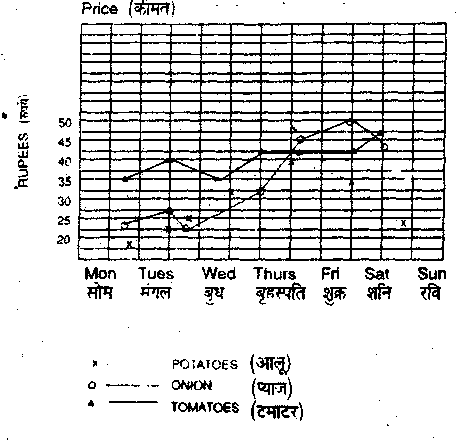 Price (कीमत)
RUPEES (रुपये)
50
45
40
35
30
25
20
Mon Tues Wed Thurs Fri Sat Sun
सोम मंगल बुध बृहस्पति शुक्र शनि रवि
POTATOES (आलू)
ONION (प्याज)
TOMATOES (टमाटर)